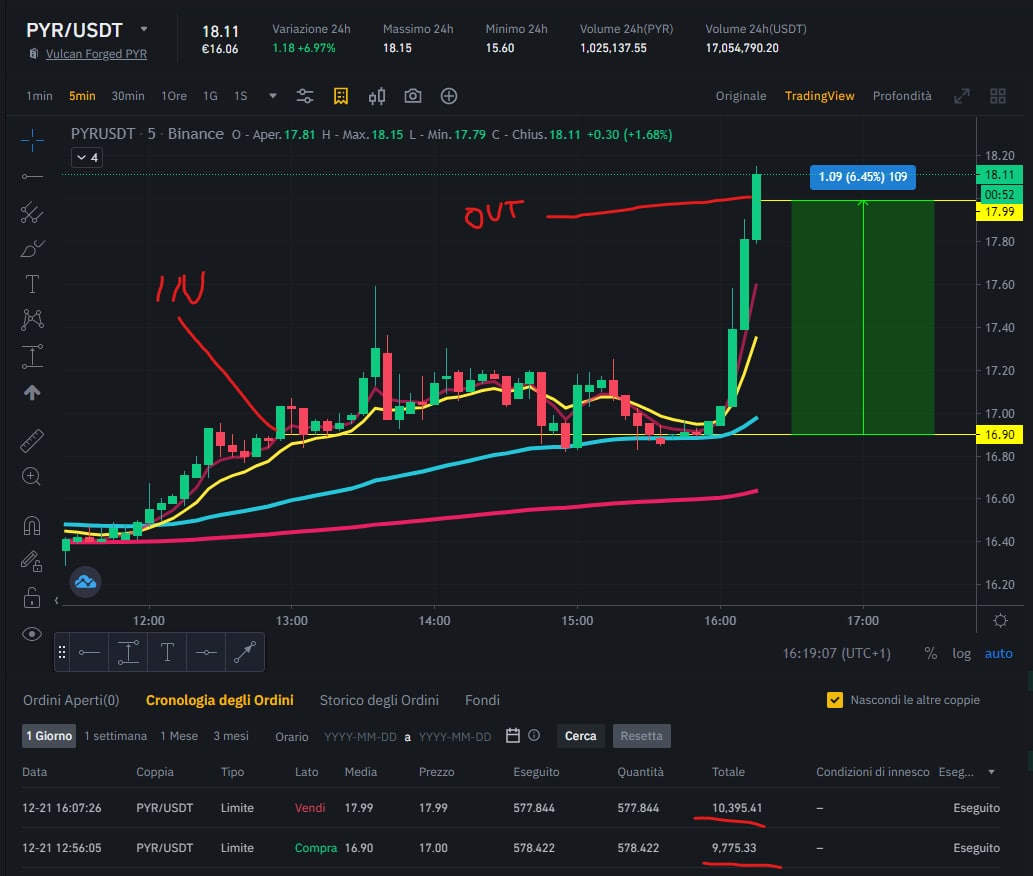 PYR/USDT
Vulcan Forged PYR
18.11
€16.06
Variazione 24h
1.18 +6.97%
Massimo 24h
18.15
Minimo 24h
15.60
Volume 24h(PYR)
1,025,137.55
Volume 24h(USDT)
17,054,790.20
1min 5min 30min 1Ore 1G 1S
Originale TradingView Profondità
PYRUSDT · 5 · Binance O - Aper. 17.81 H - Max. 18.15 L - Min. 17.79 C - Chius. 18.11 +0.30 (+1.68%)
4
18.20
1.09 (6.45%) 109
18.11
00:52
17.99
OUT
17.80
IN
17.60
17.40
17.20
17.00
16.90
16.80
16.60
16.40
16.20
12:00 13:00 14:00 15:00 16:00 17:00
16:19:07 (UTC+1) % log auto
Ordini Aperti(0) Cronologia degli Ordini Storico degli Ordini Fondi
Nascondi le altre coppie
1 Giorno 1 settimana 1 Mese 3 mesi Orario YYYY-MM-DD a YYYY-MM-DD Cerca Resetta
Data Coppia Tipo Lato Media Prezzo Eseguito Quantità Totale Condizioni di innesco Eseg...
12-21 16:07:26 PYR/USDT Limite Vendi 17.99 17.99 577.844 577.844 10,395.41 – Eseguito
12-21 12:56:05 PYR/USDT Limite Compra 16.90 17.00 578.422 578.422 9,775.33 – Eseguito